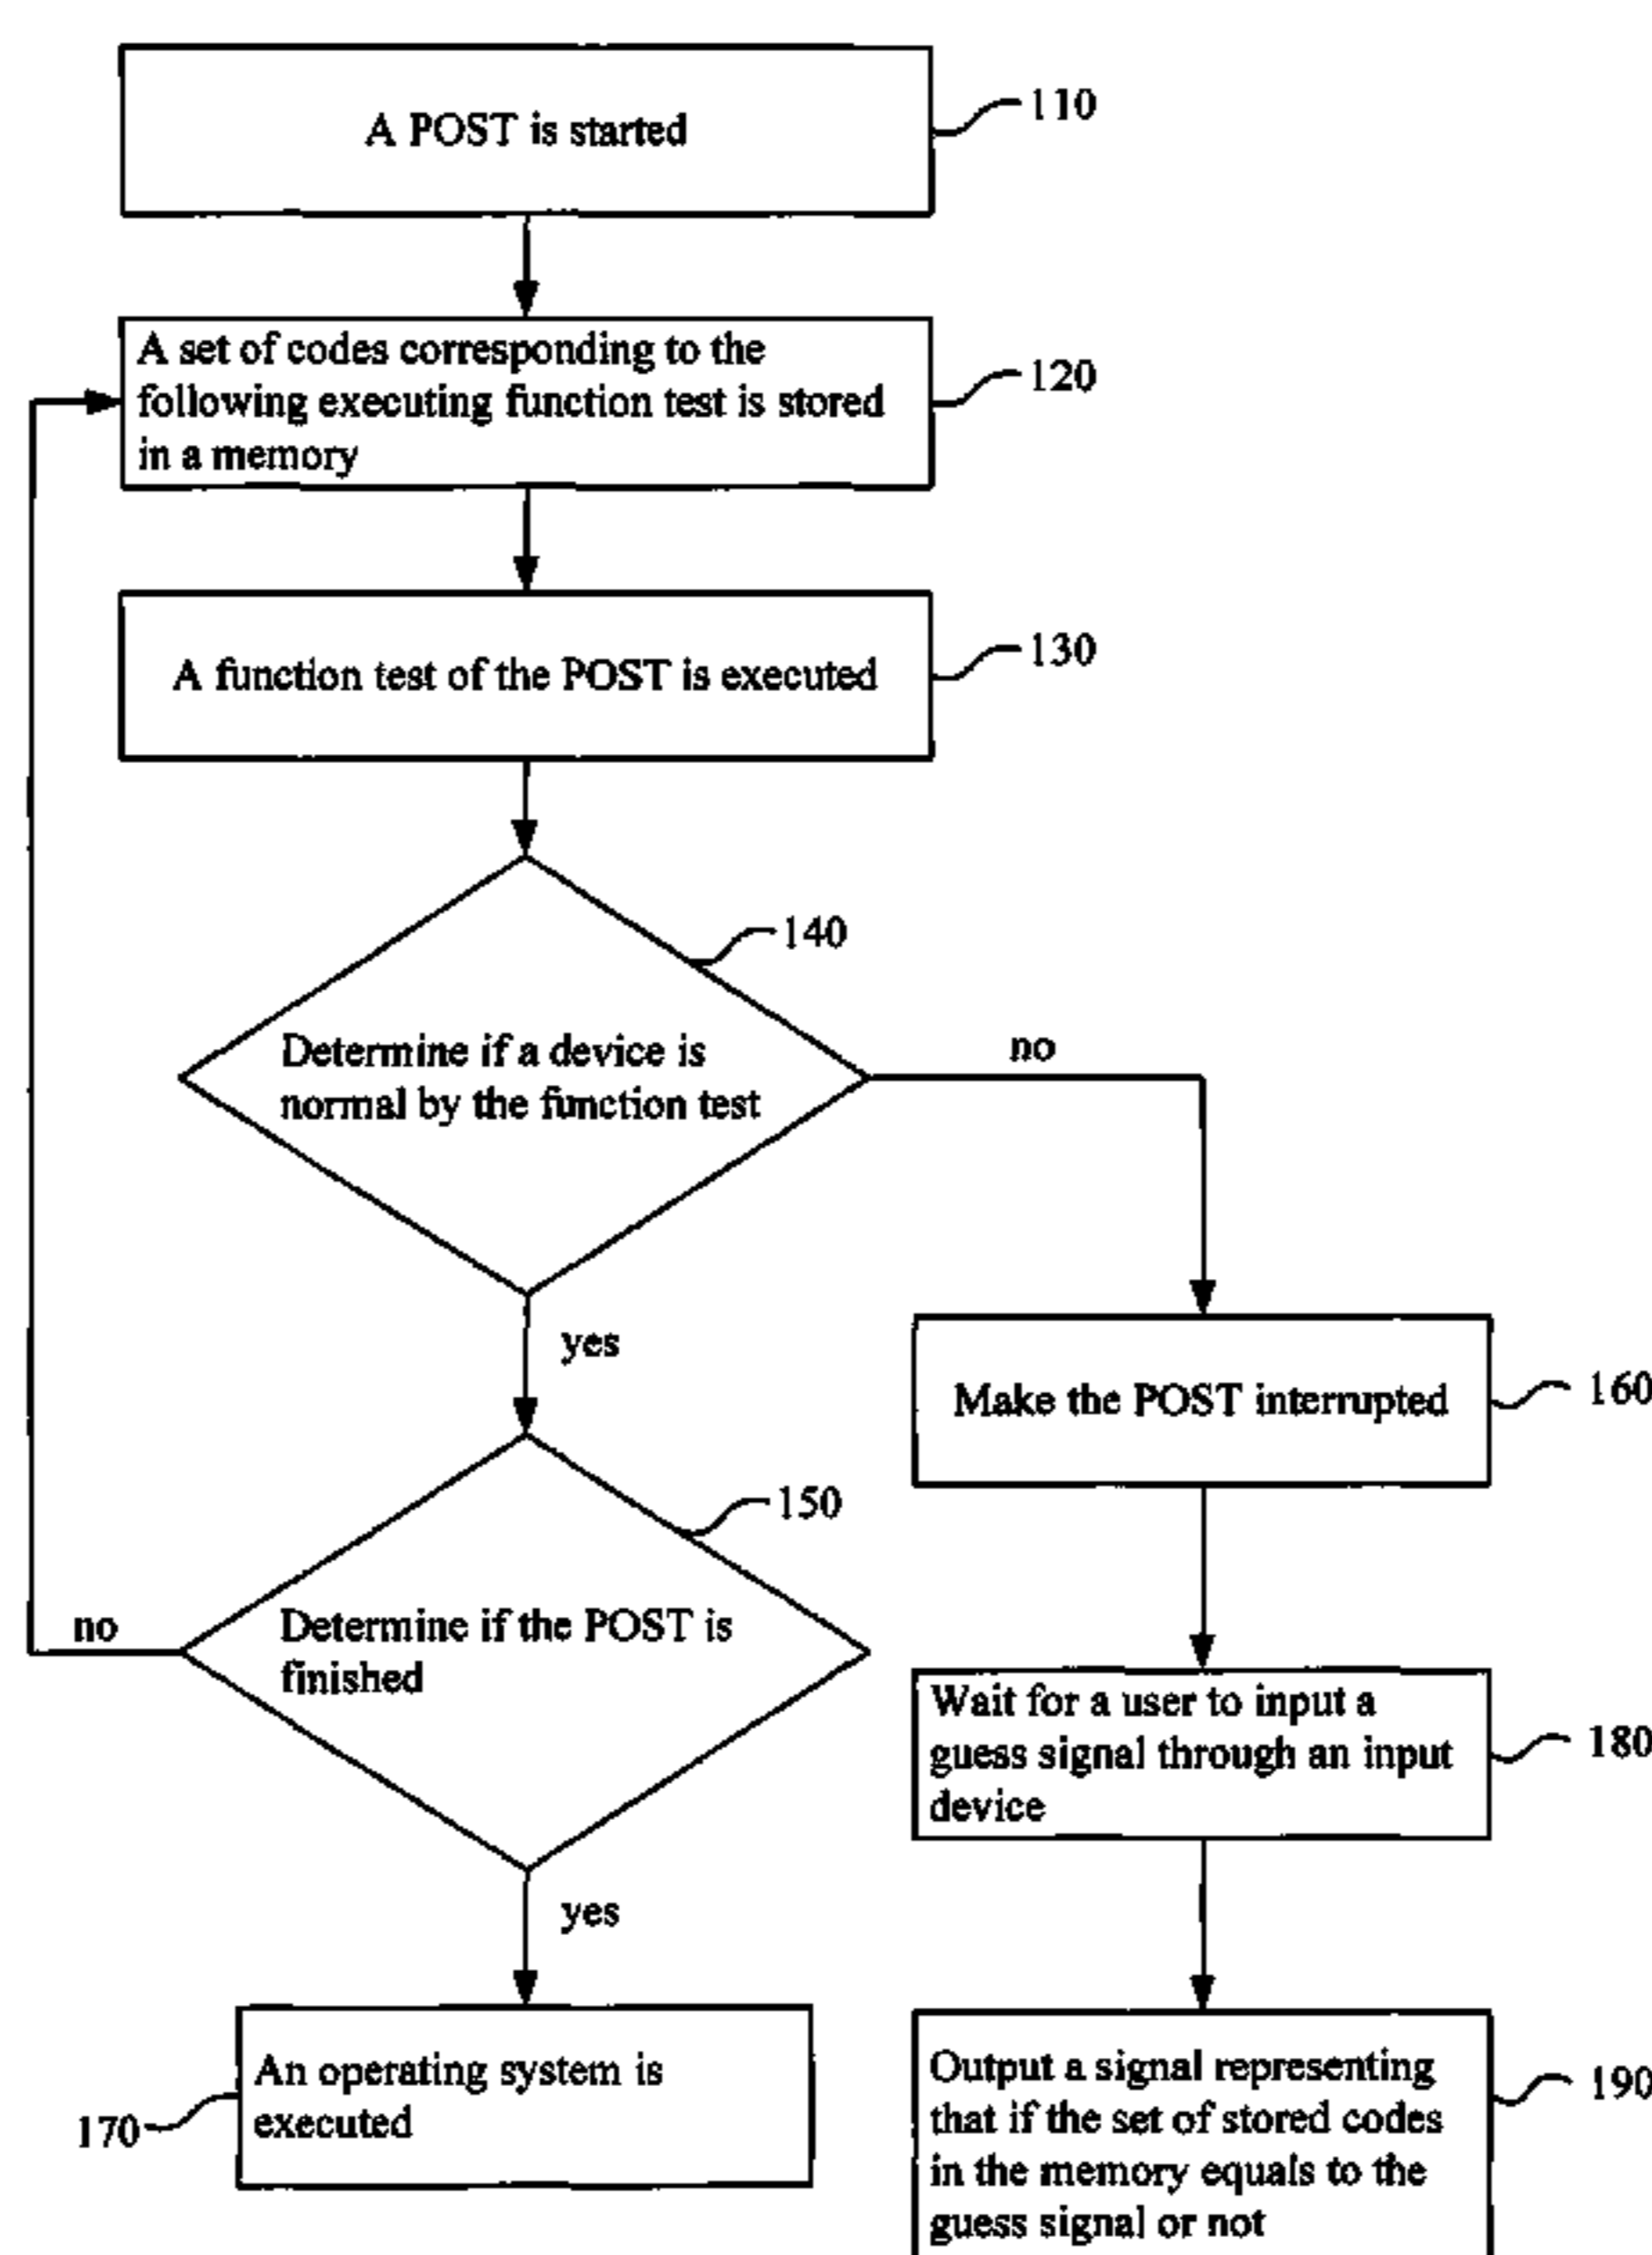 A POST is started
110
A set of codes corresponding to the
following executing function test is stored
in a memory
120
A function test of the POST is executed
130
140
Determine if a device is
normal by the function test
no
yes
Make the POST interrupted
160
150
Determine if the POST is
finished
no
yes
Wait for a user to input a
guess signal through an input
device
180
An operating system is
executed
170
Output a signal representing
that if the set of stored codes
in the memory equals to the
guess signal or not
190